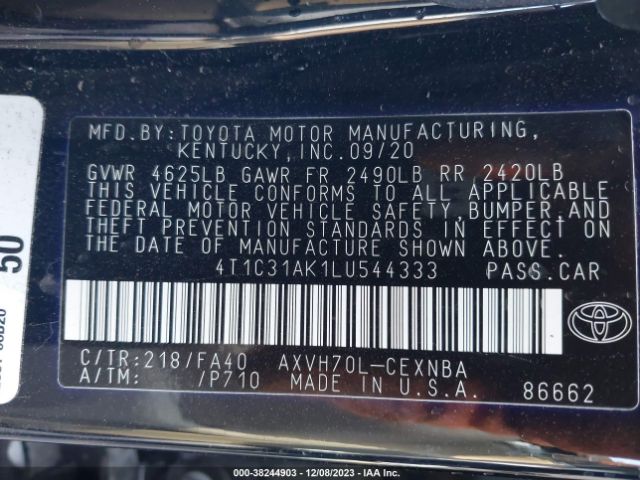 MFD.BY:TOYOTA MOTOR MANUFACTURING,
KENTUCKY,INC.09/20
GVWR 4625LB GAWR FR 2490LB RR 2420LB
THIS VEHICLE CONFORMS TO ALL APPLICABLE
FEDERAL MOTOR VEHICLE SAFETY,BUMPER,AND
THEFT PREVENTION STANDARDS IN EFFECT ON
THE DATE OF MANUFACTURE SHOWN ABOVE.
4T1C31AK1LU544333 PASS.CAR
C/TR:218/FA40 AXVH70L-CEXNBA
A/TM: /P710 MADE IN U.S.A. 86662
50
000-38244903 - 12/08/2023 - IAAI.com